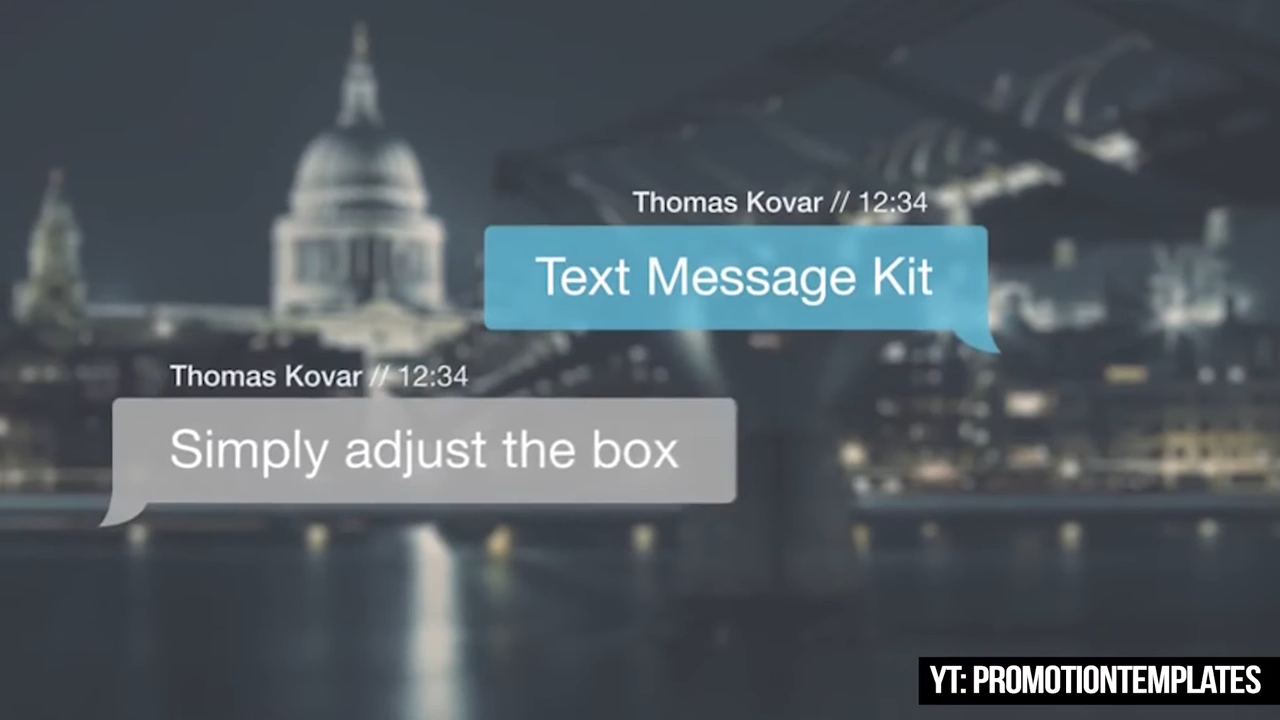 Thomas Kovar // 12:34
Text Message Kit
Thomas Kovar // 12:34
Simply adjust the box
YT: PROMOTIONTEMPLATES